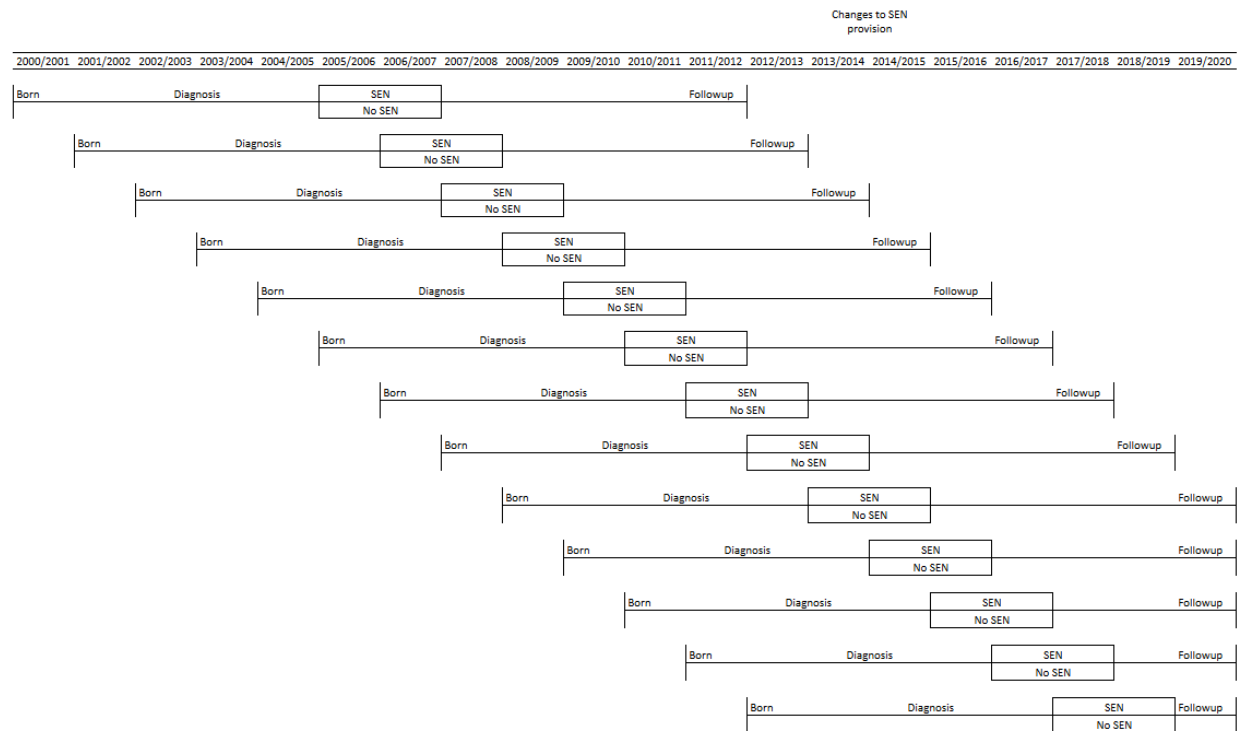 Changes to SEN
provision
2000/2001 2001/2002 2002/2003 2003/2004 2004/2005 2005/2006 2006/2007 2007/2008 2008/2009 2009/2010 2010/2011 2011/2012 2012/2013 2013/2014 2014/2015 2015/2016 2016/2017 2017/2018 2018/2019 2019/2020
Born Diagnosis SEN Followup
No SEN
Born Diagnosis SEN Followup
No SEN
Born Diagnosis SEN Followup
No SEN
Born Diagnosis SEN Followup
No SEN
Born Diagnosis SEN Followup
No SEN
Born Diagnosis SEN Followup
No SEN
Born Diagnosis SEN Followup
No SEN
Born Diagnosis SEN Followup
No SEN
Born Diagnosis SEN Followup
No SEN
Born Diagnosis SEN Followup
No SEN
Born Diagnosis SEN Followup
No SEN
Born Diagnosis SEN Followup
No SEN
Born Diagnosis SEN Followup
No SEN